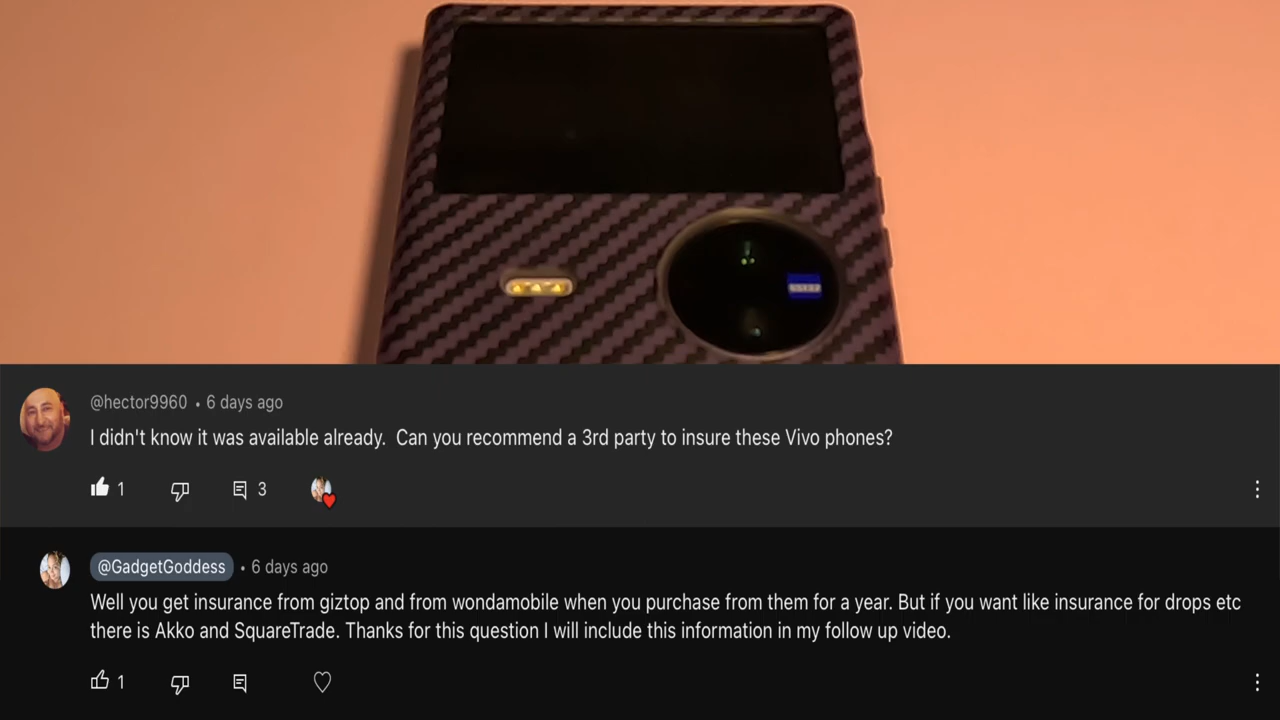 @hector9960 • 6 days ago
I didn't know it was available already.  Can you recommend a 3rd party to insure these Vivo phones?
1
3
@GadgetGoddess • 6 days ago
Well you get insurance from giztop and from wondamobile when you purchase from them for a year. But if you want like insurance for drops etc
there is Akko and SquareTrade. Thanks for this question I will include this information in my follow up video.
1